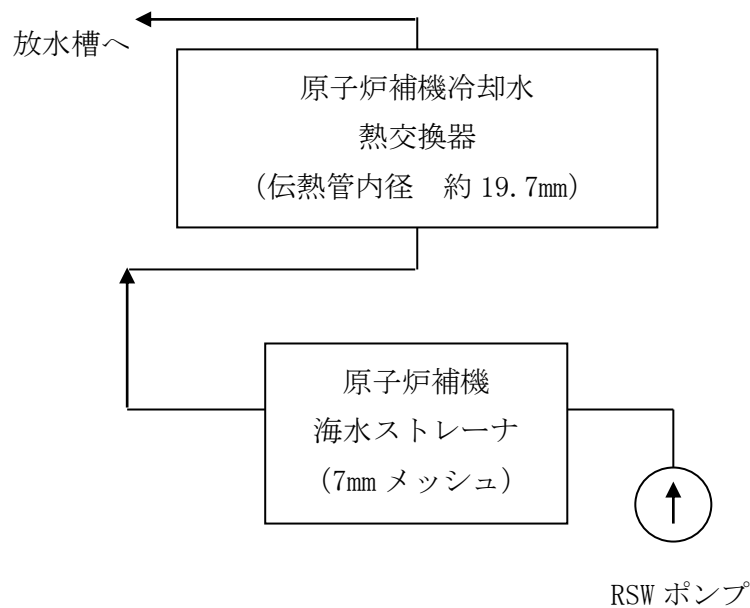 放水槽へ
原子炉補機冷却水
熱交換器
（伝熱管内径　約 19.7mm）
原子炉補機
海水ストレーナ
（7mm メッシュ）
RSW ポンプ